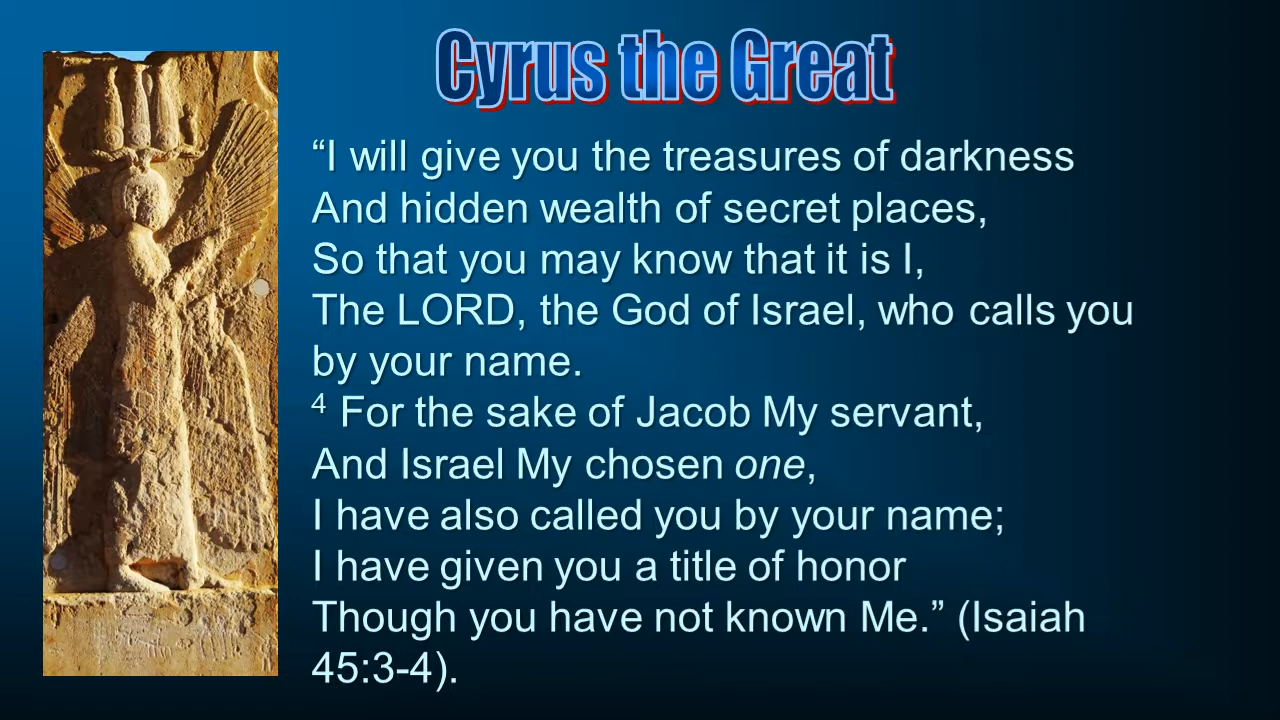 Cyrus the Great
“I will give you the treasures of darkness
And hidden wealth of secret places,
So that you may know that it is I,
The LORD, the God of Israel, who calls you
by your name.
4 For the sake of Jacob My servant,
And Israel My chosen one,
I have also called you by your name;
I have given you a title of honor
Though you have not known Me.” (Isaiah
45:3-4).